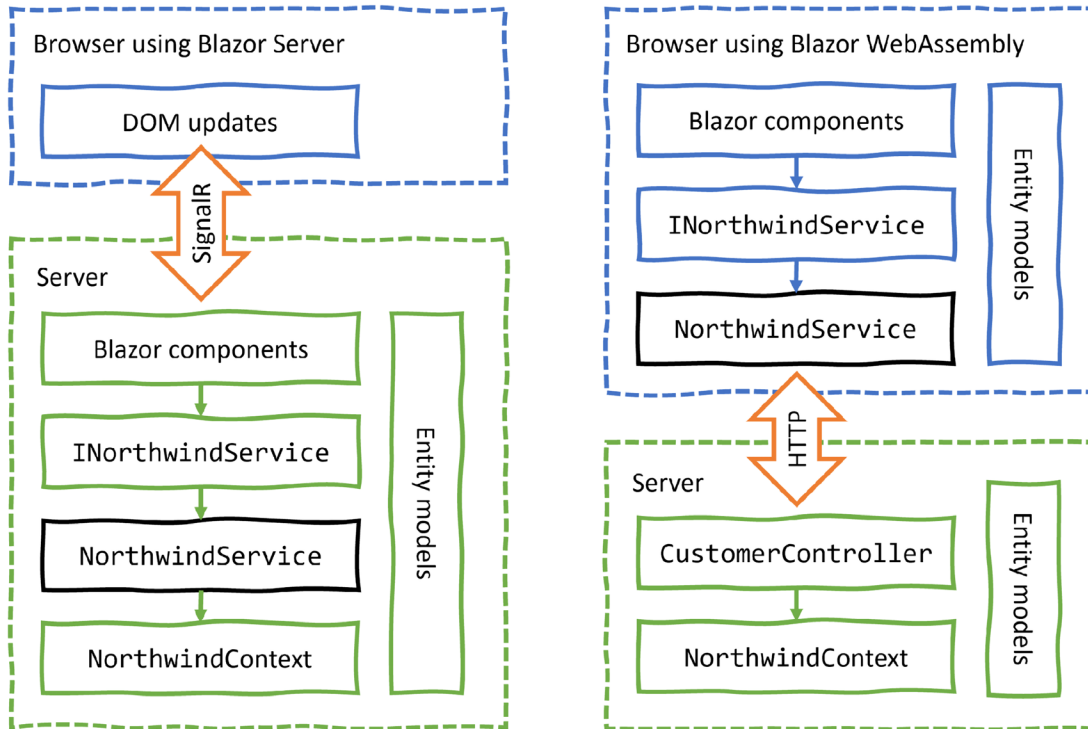 Browser using Blazor Server
DOM updates
SignalR
Server
Blazor components
INorthwindService
NorthwindService
NorthwindContext
Entity models
Browser using Blazor WebAssembly
Blazor components
INorthwindService
NorthwindService
Entity models
HTTP
Server
CustomerController
NorthwindContext
Entity models